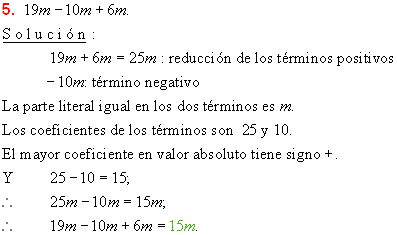 5. 19m − 10m + 6m.
Solución:
19m + 6m = 25m : reducción de los términos positivos
− 10m: término negativo
La parte literal igual en los dos términos es m.
Los coeficientes de los términos son 25 y 10.
El mayor coeficiente en valor absoluto tiene signo +.
Y 25 − 10 = 15;
∴ 25m − 10m = 15m;
∴ 19m − 10m + 6m = 15m.